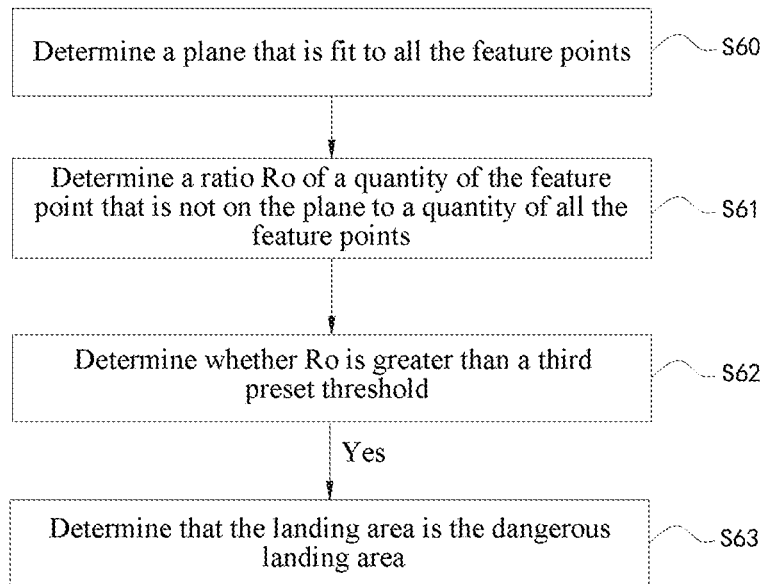 Determine a plane that is fit to all the feature points
S60
Determine a ratio Ro of a quantity of the feature
point that is not on the plane to a quantity of all the
feature points
S61
Determine whether Ro is greater than a third
preset threshold
S62
Yes
Determine that the landing area is the dangerous
landing area
S63